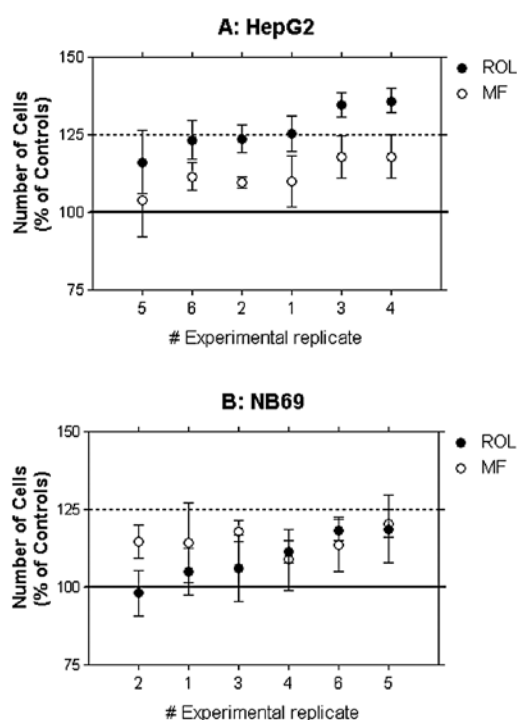 A: HepG2
150
125
100
75
Number of Cells
(% of Controls)
ROL
MF
5 6 2 1 3 4
# Experimental replicate
B: NB69
150
125
100
75
Number of Cells
(% of Controls)
ROL
MF
2 1 3 4 6 5
# Experimental replicate